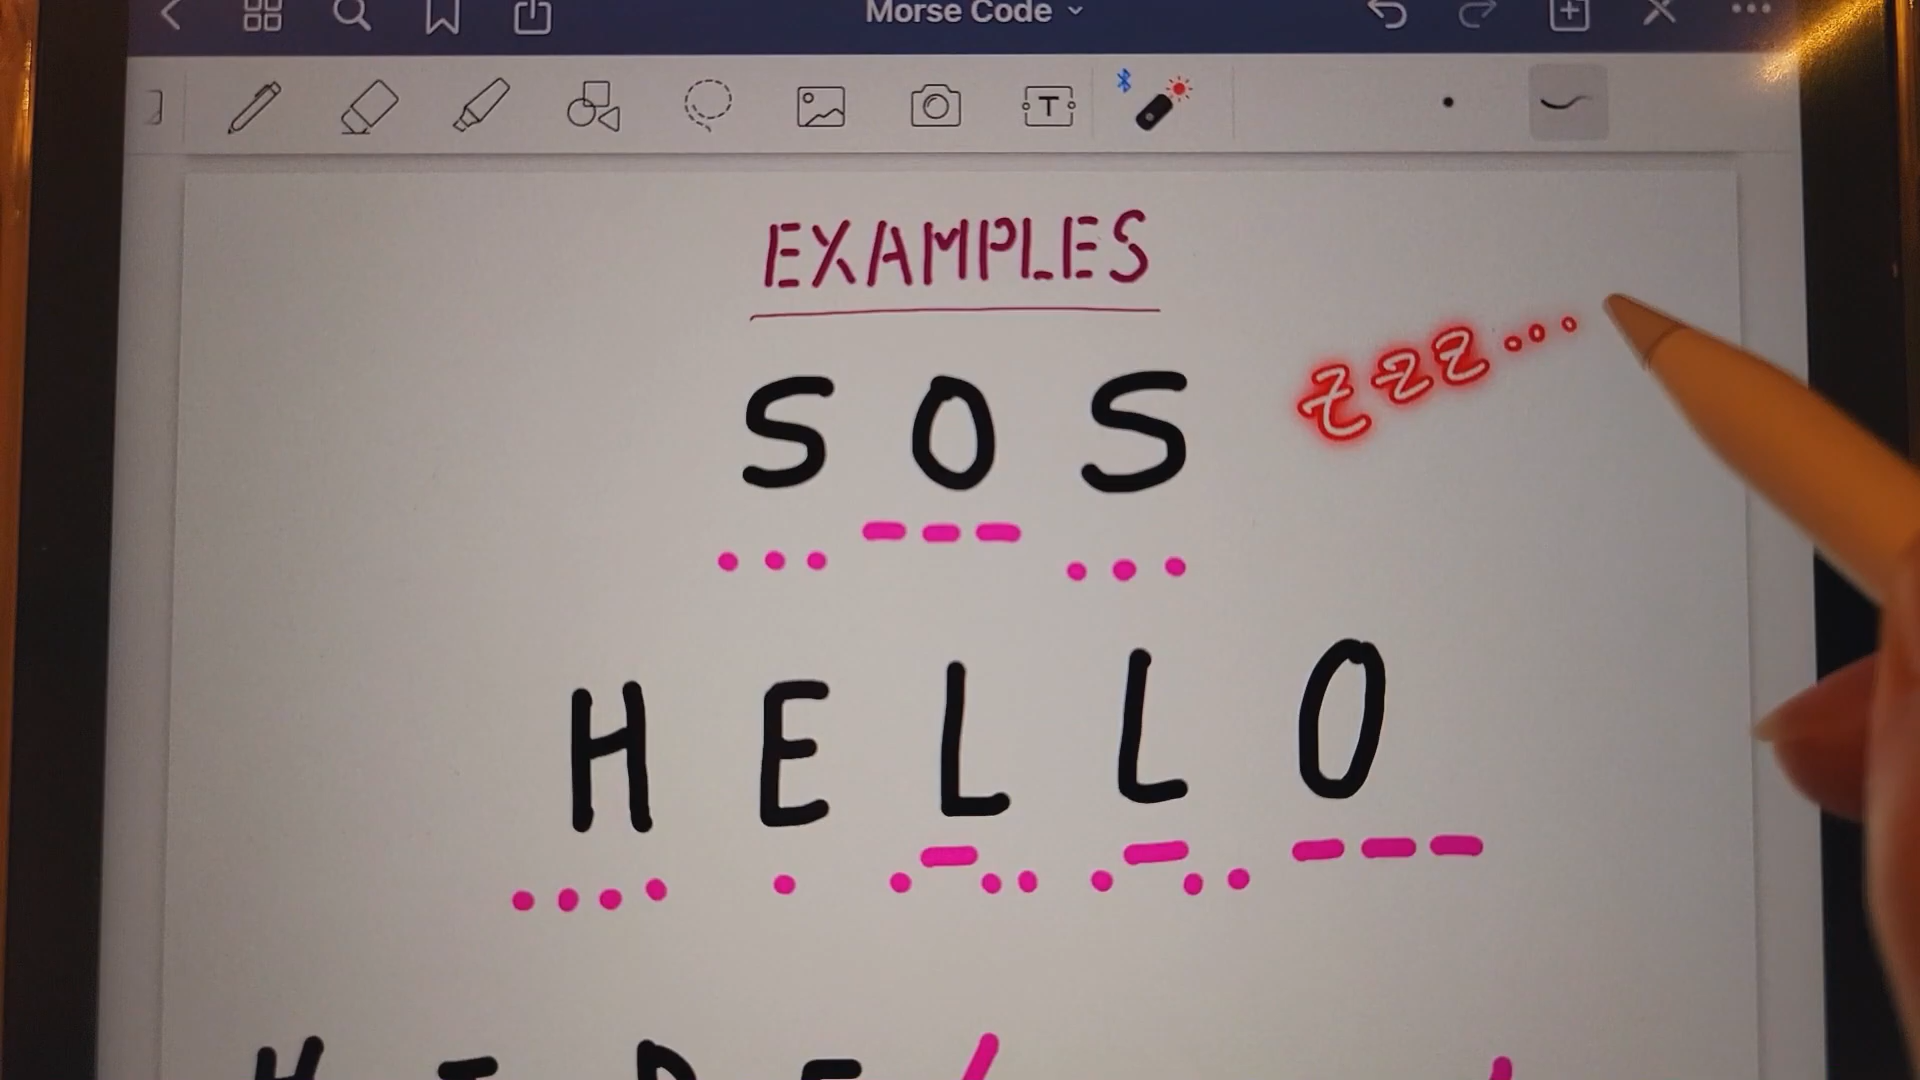 Morse Code
T
EXAMPLES
zzz...
S O S
... --- ...
H E L L O
.... . .-.. .-.. ---